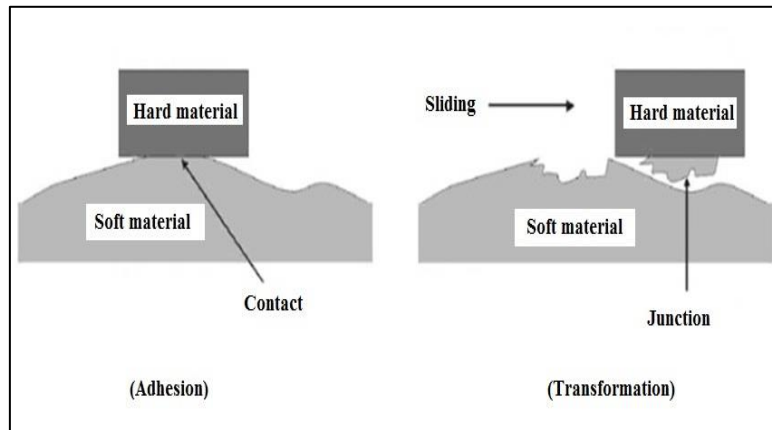 Hard material
Soft material
Contact
(Adhesion)
Sliding
Hard material
Soft material
Junction
(Transformation)